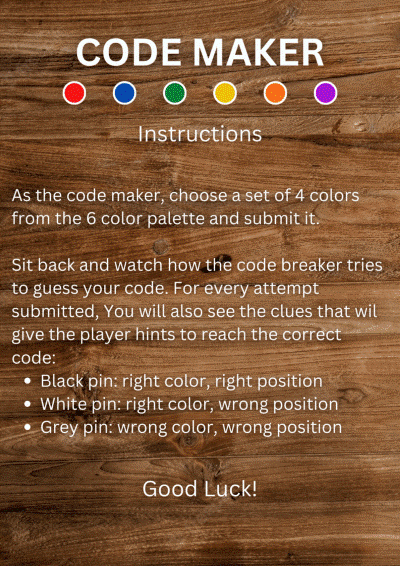 CODE MAKER
Instructions
As the code maker, choose a set of 4 colors
from the 6 color palette and submit it.
Sit back and watch how the code breaker tries
to guess your code. For every attempt
submitted, You will also see the clues that wil
give the player hints to reach the correct
code:
• Black pin: right color, right position
• White pin: right color, wrong position
• Grey pin: wrong color, wrong position
Good Luck!